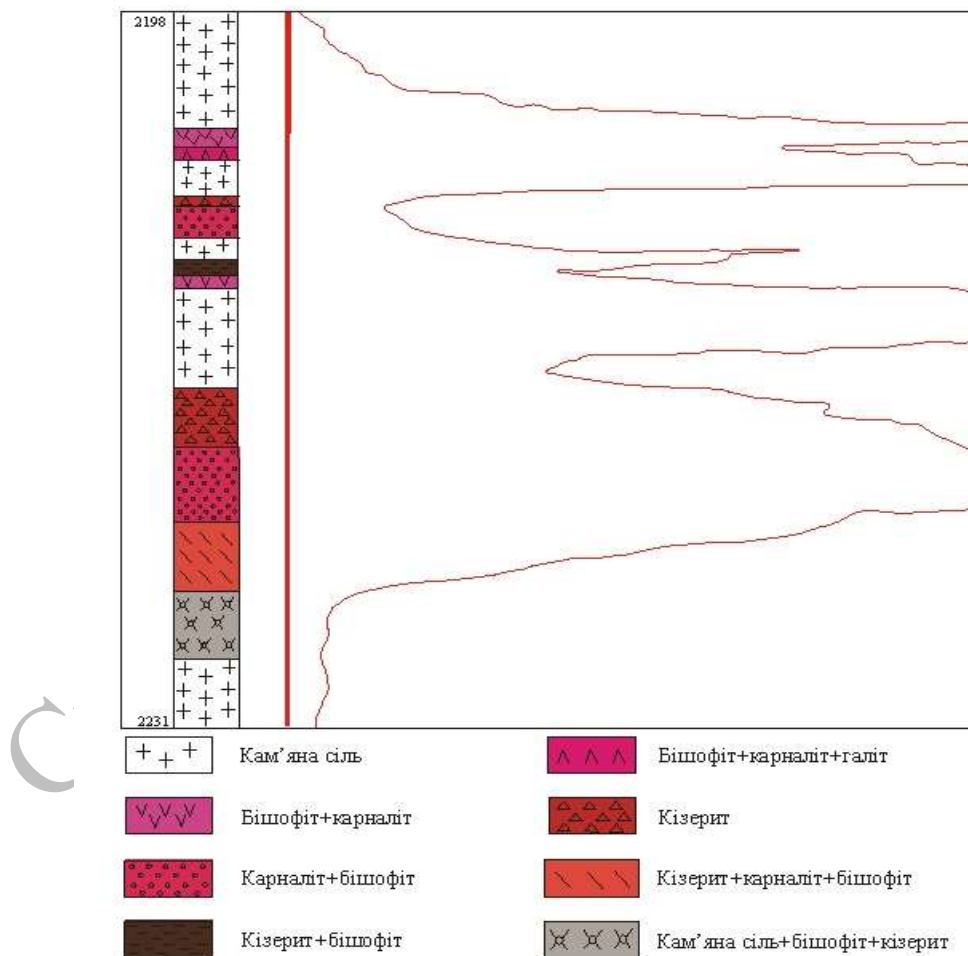 2198
2231
Кам’яна сіль
Бішофіт+карналіт+галіт
Бішофіт+карналіт
Кізерит
Карналіт+бішофіт
Кізерит+карналіт+бішофіт
Кізерит+бішофіт
Кам’яна сіль+бішофіт+кізерит